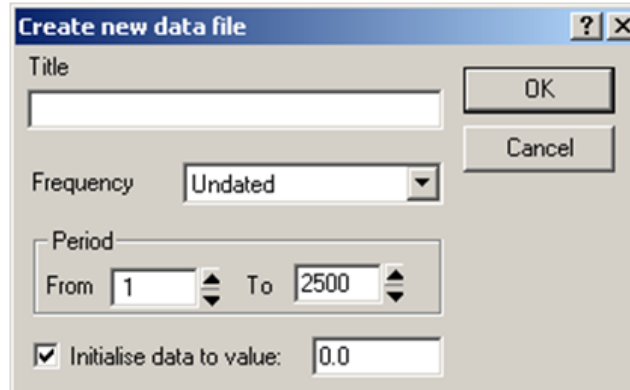 Create new data file
Title
OK
Cancel
Frequency Undated
Period
From 1 To 2500
Initialise data to value: 0.0